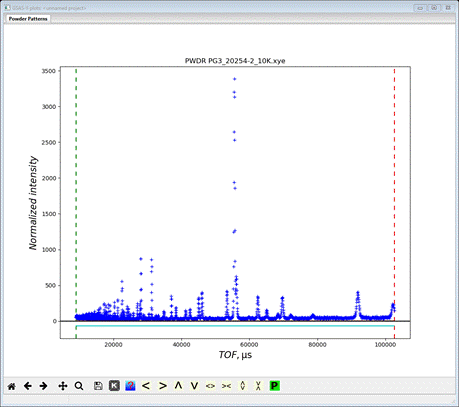 GSAS-II plots: <unnamed project>
Powder Patterns
PWDR PG3_20254-2_10K.xye
3500
3000
2500
2000
1500
1000
500
0
Normalized intensity
20000
40000
60000
80000
100000
TOF, μs
K
P